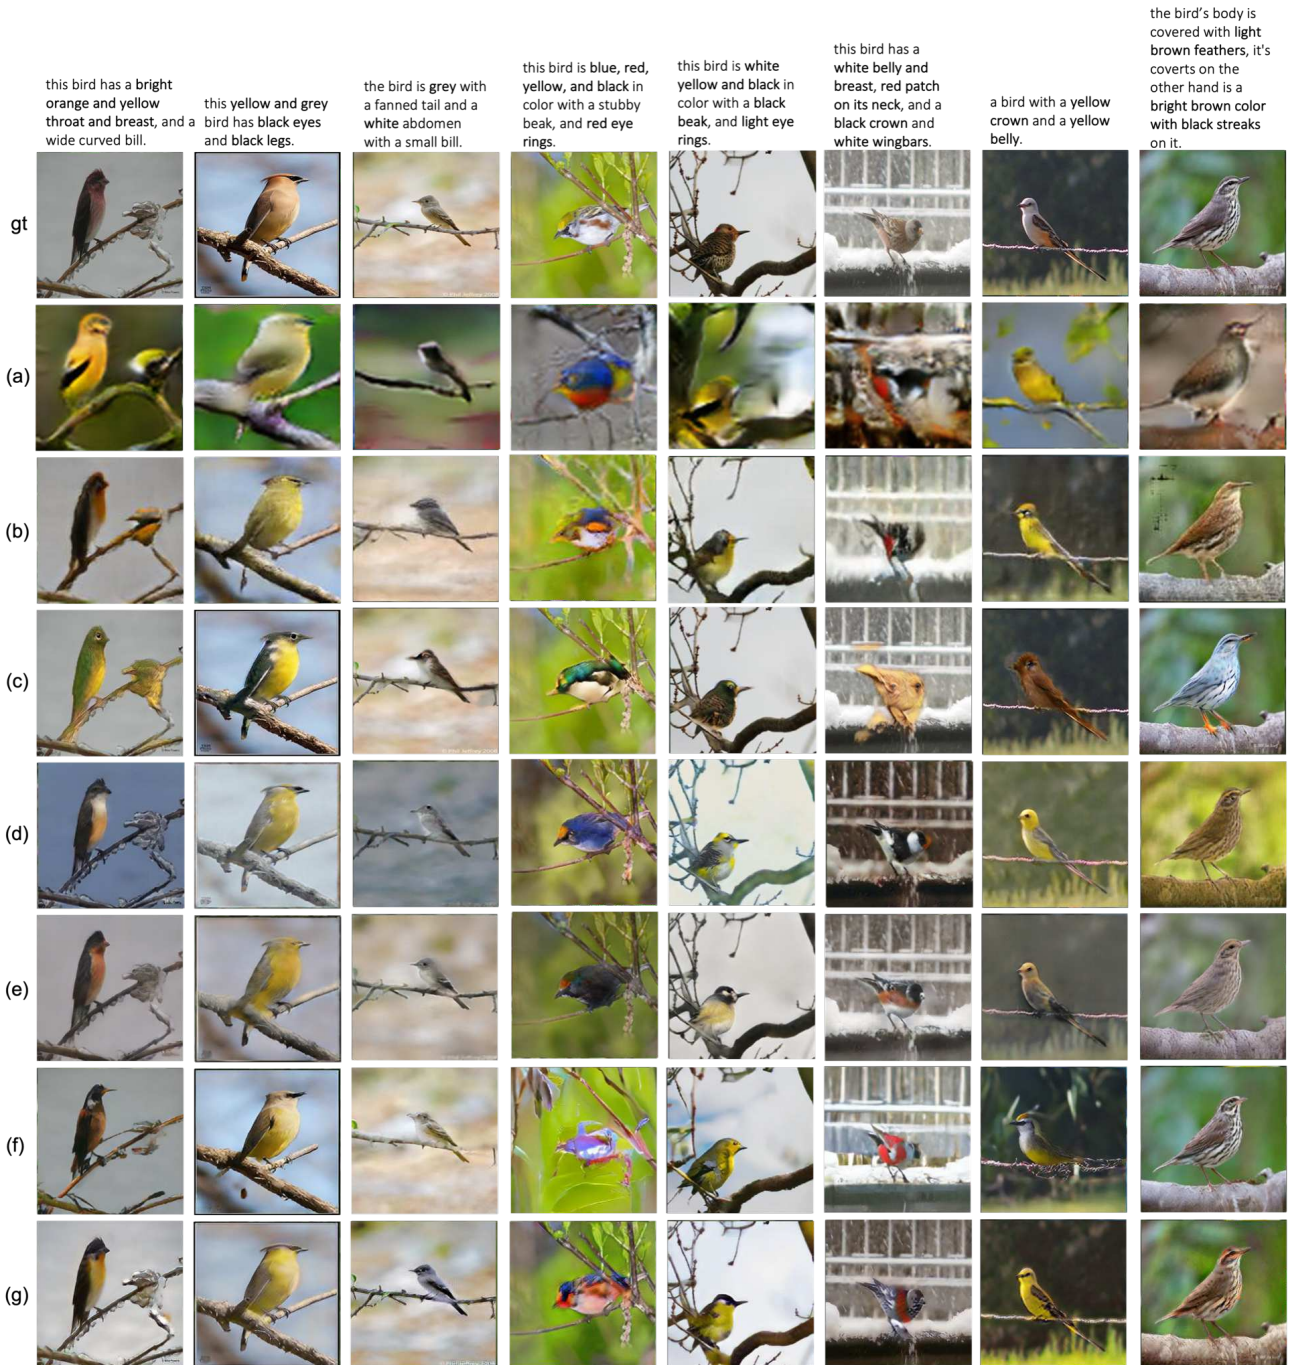 this bird has a bright
orange and yellow
throat and breast, and a
wide curved bill.
this yellow and grey
bird has black eyes
and black legs.
the bird is grey with
a fanned tail and a
white abdomen
with a small bill.
this bird is blue, red,
yellow, and black in
color with a stubby
beak, and red eye
rings.
this bird is white
yellow and black in
color with a black
beak, and light eye
rings.
this bird has a
white belly and
breast, red patch
on its neck, and a
black crown and
white wingbars.
a bird with a yellow
crown and a yellow
belly.
the bird’s body is
covered with light
brown feathers, it's
coverts on the
other hand is a
bright brown color
with black streaks
on it.
gt
(a)
(b)
(c)
(d)
(e)
(f)
(g)